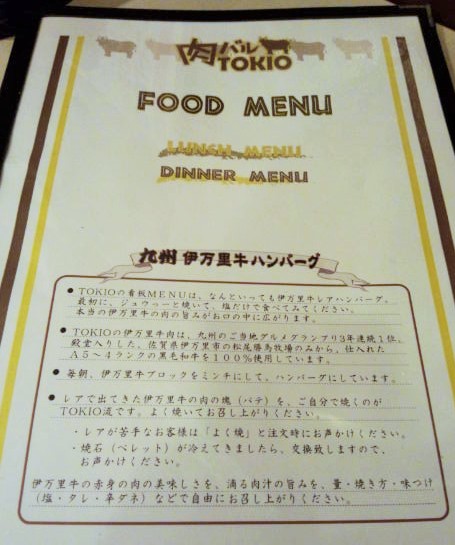 肉バル
TOKIO
FOOD MENU
LUNSH MENU
DINNER MENU
九州 伊万里牛ハンバーグ
● TOKIOの看板MENUは、なんといっても伊万里牛レアハンバーグ。
最初に、ジュウゥーと焼いて、塩だけで食べてみてください。
本当の伊万里牛の肉の旨みがお口の中に広がります。
● TOKIOの伊万里牛肉は、九州のご当地グルメグランプリ3年連続1位、
殿堂入りした、佐賀県伊万里市の松尾勝馬牧場のみから、仕入れた
A5~4ランクの黒毛和牛を100%使用しています。
● 毎朝、伊万里牛ブロックをミンチにして、ハンバーグにしています。
● レアで出てきた伊万里牛の肉の塊(パテ)を、ご自分で焼くのが
TOKIO流です。よく焼いてお召し上がりください。
・レアが苦手なお客様は「よく焼」と注文時にお声かけください。
・焼石(ペレット)が冷えてきましたら、交換致しますので、
お声かけください。
伊万里牛の赤身の肉の美味しさを、滴る肉汁の旨みを、量・焼き方・味つけ
(塩・タレ・辛ダネ)などで自由にお召し上がりください。